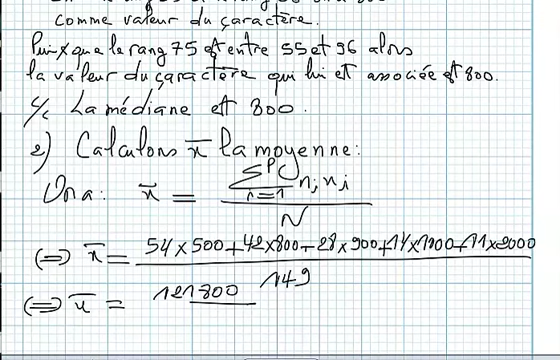 comme valeur du caractère.
Puisque le rang 75 est entre 55 et 96 alors
la valeur du caractère qui lui est associée est 800.
La médiane est 800.
2) Calculons x̄ la moyenne:
On a: x̄ = Σ^p_{i=1} n_i x_i / N
(⇔) x̄ = 54×500+42×800+28×900+14×1200+11×2000 / 149
(⇔) x̄ = 121800